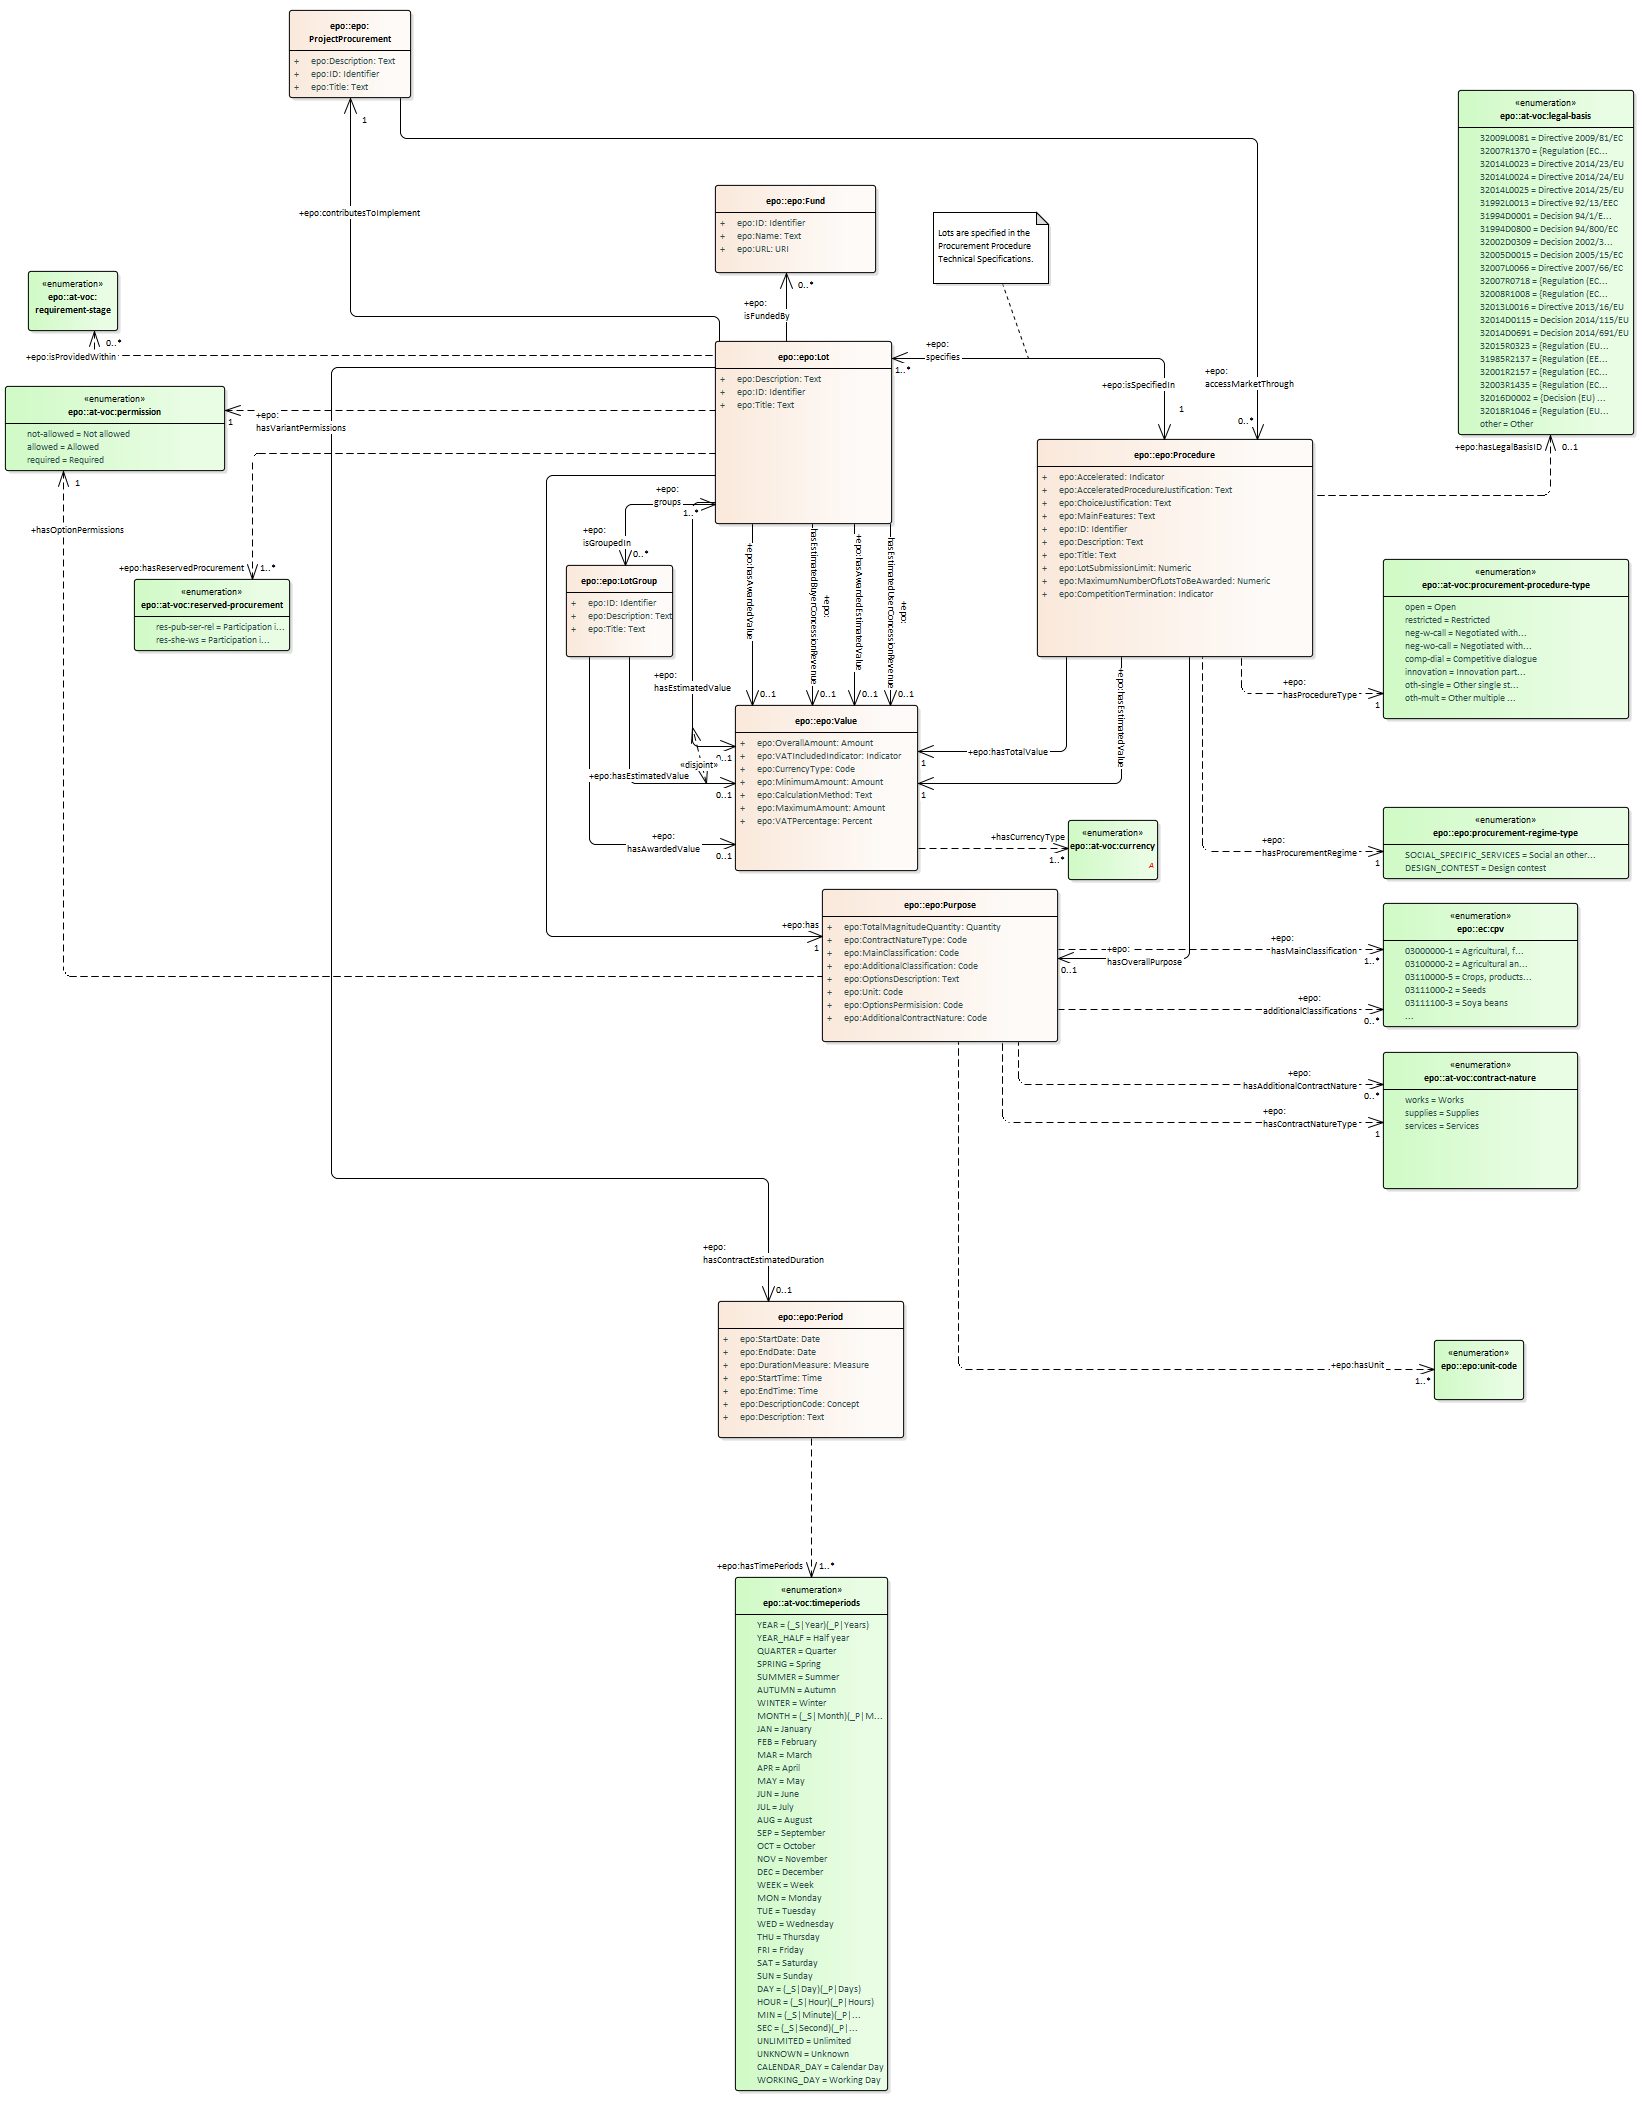 epo::epo:
ProjectProcurement
+ epo:Description: Text
+ epo:ID: Identifier
+ epo:Title: Text
1
+epo:contributesToImplement
«enumeration»
epo::at-voc:legal-basis
32009L0081 = Directive 2009/81/EC
32007R1370 = {Regulation (EC...
32014L0023 = Directive 2014/23/EU
32014L0024 = Directive 2014/24/EU
32014L0025 = Directive 2014/25/EU
31992L0013 = Directive 92/13/EEC
31994D0001 = Decision 94/1/E...
31994D0800 = Decision 94/800/EC
32002D0309 = Decision 2002/3...
32005D0015 = Decision 2005/15/EC
32007L0066 = Directive 2007/66/EC
32007R0718 = {Regulation (EC...
32008R1008 = {Regulation (EC...
32013L0016 = Directive 2013/16/EU
32014D0115 = Decision 2014/115/EU
32014D0691 = Decision 2014/691/EU
32015R0323 = {Regulation (EU...
31985R2137 = {Regulation (EE...
32001R2157 = {Regulation (EC...
32003R1435 = {Regulation (EC...
32016D0002 = {Decision (EU) ...
32018R1046 = {Regulation (EU...
other = Other
+epo:hasLegalBasisID
0..1
epo::epo:Fund
+ epo:ID: Identifier
+ epo:Name: Text
+ epo:URL: URI
0..*
+epo:
isFundedBy
Lots are specified in the
Procurement Procedure
Technical Specifications.
«enumeration»
epo::at-voc:
requirement-stage
0..*
+epo:isProvidedWithin
epo::epo:Lot
+ epo:Description: Text
+ epo:ID: Identifier
+ epo:Title: Text
+epo:
specifies
1..*
+epo:isSpecifiedIn
1
+epo:
accessMarketThrough
0..*
«enumeration»
epo::at-voc:permission
not-allowed = Not allowed
allowed = Allowed
required = Required
1
+epo:
hasVariantPermissions
1
+hasOptionPermissions
+epo:hasReservedProcurement
1..*
«enumeration»
epo::at-voc:reserved-procurement
res-pub-ser-rel = Participation i...
res-she-ws = Participation i...
+epo:
groups
1..*
+epo:
isGroupedIn
0..*
epo::epo:LotGroup
+ epo:ID: Identifier
+ epo:Description: Text
+ epo:Title: Text
epo::epo:Procedure
+ epo:Accelerated: Indicator
+ epo:AcceleratedProcedureJustification: Text
+ epo:ChoiceJustification: Text
+ epo:MainFeatures: Text
+ epo:ID: Identifier
+ epo:Description: Text
+ epo:Title: Text
+ epo:LotSubmissionLimit: Numeric
+ epo:MaximumNumberOfLotsToBeAwarded: Numeric
+ epo:CompetitionTermination: Indicator
+epo:hasAwardedValue
0..1
+epo:
hasEstimatedBuyerConcessionRevenue
0..1
+epo:hasAwardedEstimatedValue
0..1
+epo:
hasEstimatedUserConcessionRevenue
0..1
+epo:
hasEstimatedValue
0..1
«disjoint»
+epo:hasEstimatedValue
0..1
+epo:
hasAwardedValue
0..1
epo::epo:Value
+ epo:OverallAmount: Amount
+ epo:VATIncludedIndicator: Indicator
+ epo:CurrencyType: Code
+ epo:MinimumAmount: Amount
+ epo:CalculationMethod: Text
+ epo:MaximumAmount: Amount
+ epo:VATPercentage: Percent
+epo:hasTotalValue
1
+epo:hasEstimatedValue
1
«enumeration»
epo::at-voc:procurement-procedure-type
open = Open
restricted = Restricted
neg-w-call = Negotiated with...
neg-wo-call = Negotiated with...
comp-dial = Competitive dialogue
innovation = Innovation part...
oth-single = Other single st...
oth-mult = Other multiple ...
+epo:
hasProcedureType
1
+hasCurrencyType
1..*
«enumeration»
epo::at-voc:currency
A
«enumeration»
epo::epo:procurement-regime-type
SOCIAL_SPECIFIC_SERVICES = Social an other...
DESIGN_CONTEST = Design contest
+epo:
hasProcurementRegime
1
epo::epo:Purpose
+ epo:TotalMagnitudeQuantity: Quantity
+ epo:ContractNatureType: Code
+ epo:MainClassification: Code
+ epo:AdditionalClassification: Code
+ epo:OptionsDescription: Text
+ epo:Unit: Code
+ epo:OptionsPermisision: Code
+ epo:AdditionalContractNature: Code
+epo:has
1
+epo:
hasOverallPurpose
0..1
+epo:
hasMainClassification
1..*
+epo:
additionalClassifications
0..*
«enumeration»
epo::ec:cpv
03000000-1 = Agricultural, f...
03100000-2 = Agricultural an...
03110000-5 = Crops, products...
03111000-2 = Seeds
03111100-3 = Soya beans
...
+epo:
hasAdditionalContractNature
0..*
+epo:
hasContractNatureType
1
«enumeration»
epo::at-voc:contract-nature
works = Works
supplies = Supplies
services = Services
+epo:
hasContractEstimatedDuration
0..1
epo::epo:Period
+ epo:StartDate: Date
+ epo:EndDate: Date
+ epo:DurationMeasure: Measure
+ epo:StartTime: Time
+ epo:EndTime: Time
+ epo:DescriptionCode: Concept
+ epo:Description: Text
+epo:hasUnit
1..*
«enumeration»
epo::epo:unit-code
+epo:hasTimePeriods
1..*
«enumeration»
epo::at-voc:timeperiods
YEAR = (_S|Year)(_P|Years)
YEAR_HALF = Half year
QUARTER = Quarter
SPRING = Spring
SUMMER = Summer
AUTUMN = Autumn
WINTER = Winter
MONTH = (_S|Month)(_P|M...
JAN = January
FEB = February
MAR = March
APR = April
MAY = May
JUN = June
JUL = July
AUG = August
SEP = September
OCT = October
NOV = November
DEC = December
WEEK = Week
MON = Monday
TUE = Tuesday
WED = Wednesday
THU = Thursday
FRI = Friday
SAT = Saturday
SUN = Sunday
DAY = (_S|Day)(_P|Days)
HOUR = (_S|Hour)(_P|Hours)
MIN = (_S|Minute)(_P|...
SEC = (_S|Second)(_P|...
UNLIMITED = Unlimited
UNKNOWN = Unknown
CALENDAR_DAY = Calendar Day
WORKING_DAY = Working Day